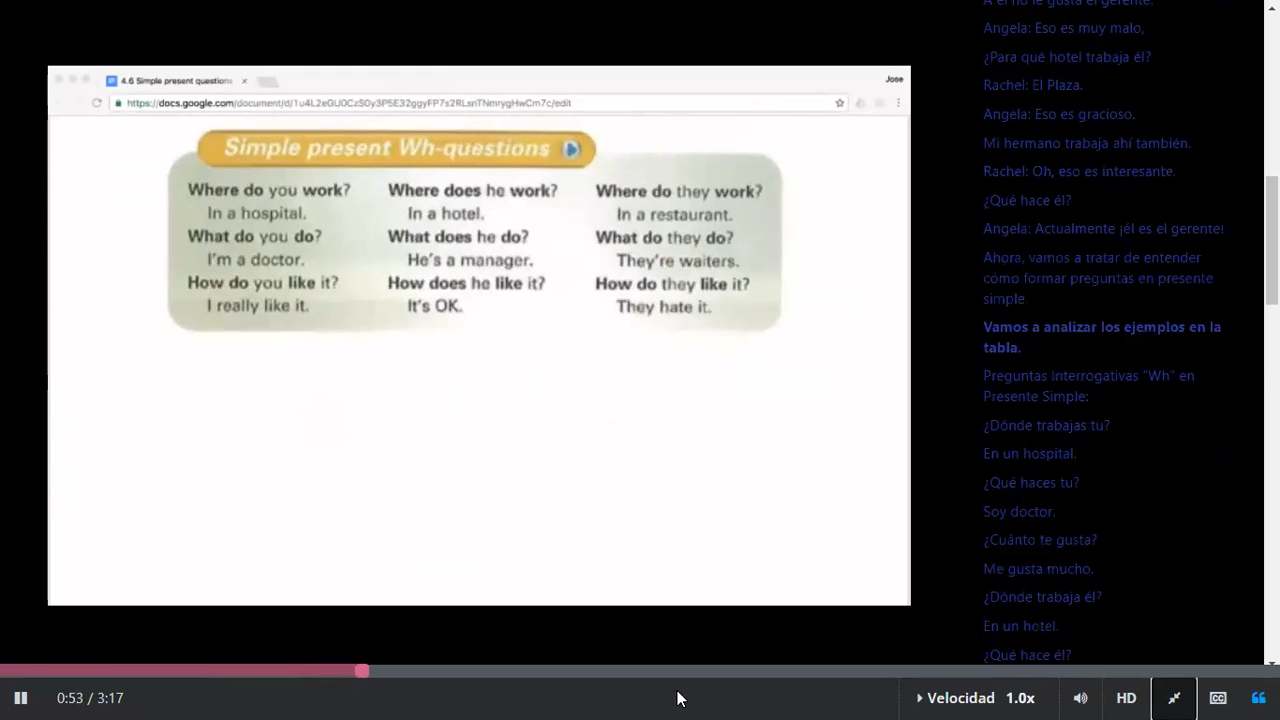 4.6 Simple present questions
Jose
https://docs.google.com/document/d/1u4L2eGU0CzS0y3P5E32ggyFP7s2RLsnTNmrygHwCm7c/edit
Simple present Wh-questions
Where do you work?
In a hospital.
What do you do?
I'm a doctor.
How do you like it?
I really like it.
Where does he work?
In a hotel.
What does he do?
He's a manager.
How does he like it?
It's OK.
Where do they work?
In a restaurant.
What do they do?
They're waiters.
How do they like it?
They hate it.
A él no le gusta el gerente.
Angela: Eso es muy malo,
¿Para qué hotel trabaja él?
Rachel: El Plaza.
Angela: Eso es gracioso.
Mi hermano trabaja ahí también.
Rachel: Oh, eso es interesante.
¿Qué hace él?
Angela: Actualmente ¡él es el gerente!
Ahora, vamos a tratar de entender
cómo formar preguntas en presente
simple.
Vamos a analizar los ejemplos en la
tabla.
Preguntas Interrogativas "Wh" en
Presente Simple:
¿Dónde trabajas tu?
En un hospital.
¿Qué haces tu?
Soy doctor.
¿Cuánto te gusta?
Me gusta mucho.
¿Dónde trabaja él?
En un hotel.
¿Qué hace él?
0:53 / 3:17
Velocidad 1.0x
HD
CC